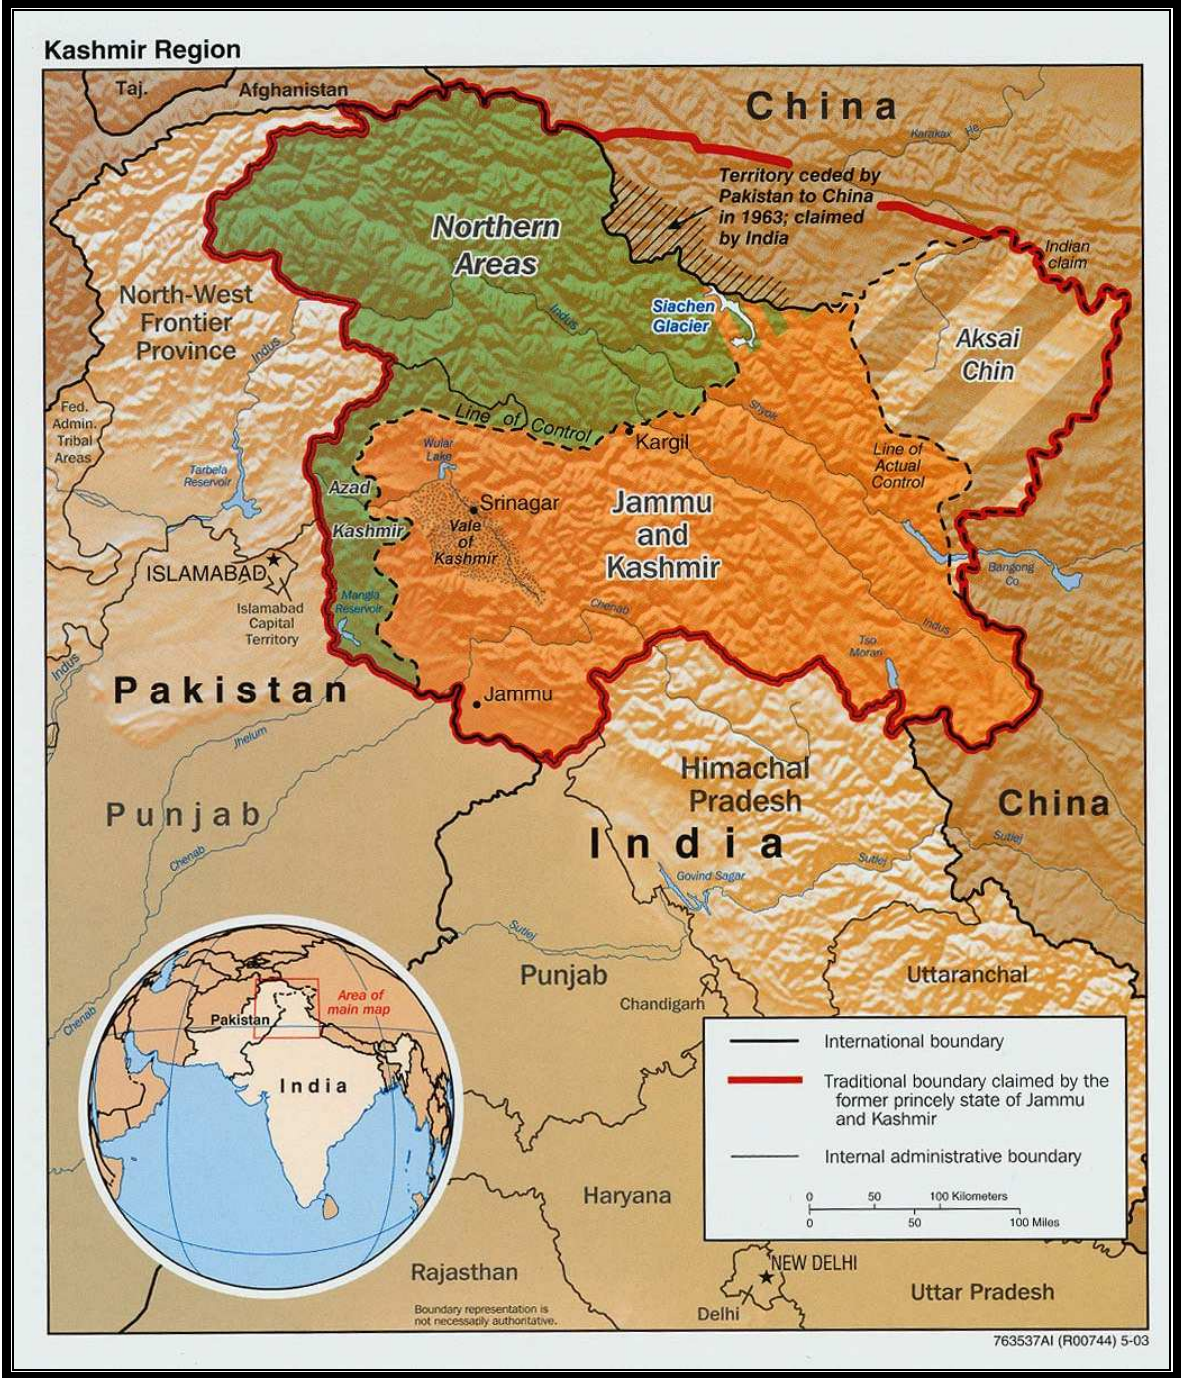 Kashmir Region
Taj.
Afghanistan
China
Karakax He
Territory ceded by
Pakistan to China
in 1963; claimed
by India
Indian
claim
Northern
Areas
North-West
Frontier
Province
Indus
Indus
Siachen
Glacier
Aksai
Chin
Fed.
Admin.
Tribal
Areas
Line of Control
Shyok
Kargil
Wular
Lake
Line of
Actual
Control
Tarbela
Reservoir
Azad
Kashmir
Srinagar
Vale
of
Kashmir
Jammu
and
Kashmir
ISLAMABAD
Bangong
Co
Islamabad
Capital
Territory
Mangla
Reservoir
Chenab
Indus
Tso
Morari
Indus
Pakistan
Jammu
Jhelum
Himachal
Pradesh
Punjab
China
India
Sutlej
Chenab
Sutlej
Govind Sagar
Sutlej
Punjab
Uttaranchal
Chandigarh
Area of
main map
Pakistan
India
Chenab
International boundary
Traditional boundary claimed by the
former princely state of Jammu
and Kashmir
Internal administrative boundary
0 50 100 Kilometers
0 50 100 Miles
Haryana
NEW DELHI
Rajasthan
Delhi
Uttar Pradesh
Boundary representation is
not necessarily authoritative.
763537AI (R00744) 5-03